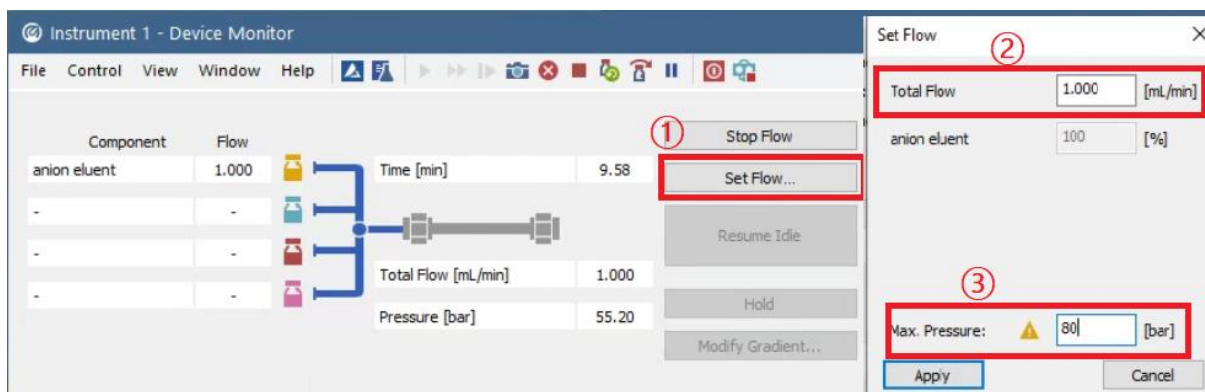 Instrument 1 - Device Monitor
File Control View Window Help
Component Flow
anion eluent 1.000
- -
- -
- -
Time [min] 9.58
Total Flow [mL/min] 1.000
Pressure [bar] 55.20
①
Stop Flow
Set Flow...
Resume Idle
Hold
Modify Gradient...
Set Flow
②
Total Flow 1.000 [mL/min]
anion eluent 100 [%]
③
Max. Pressure: 80 [bar]
Apply Cancel